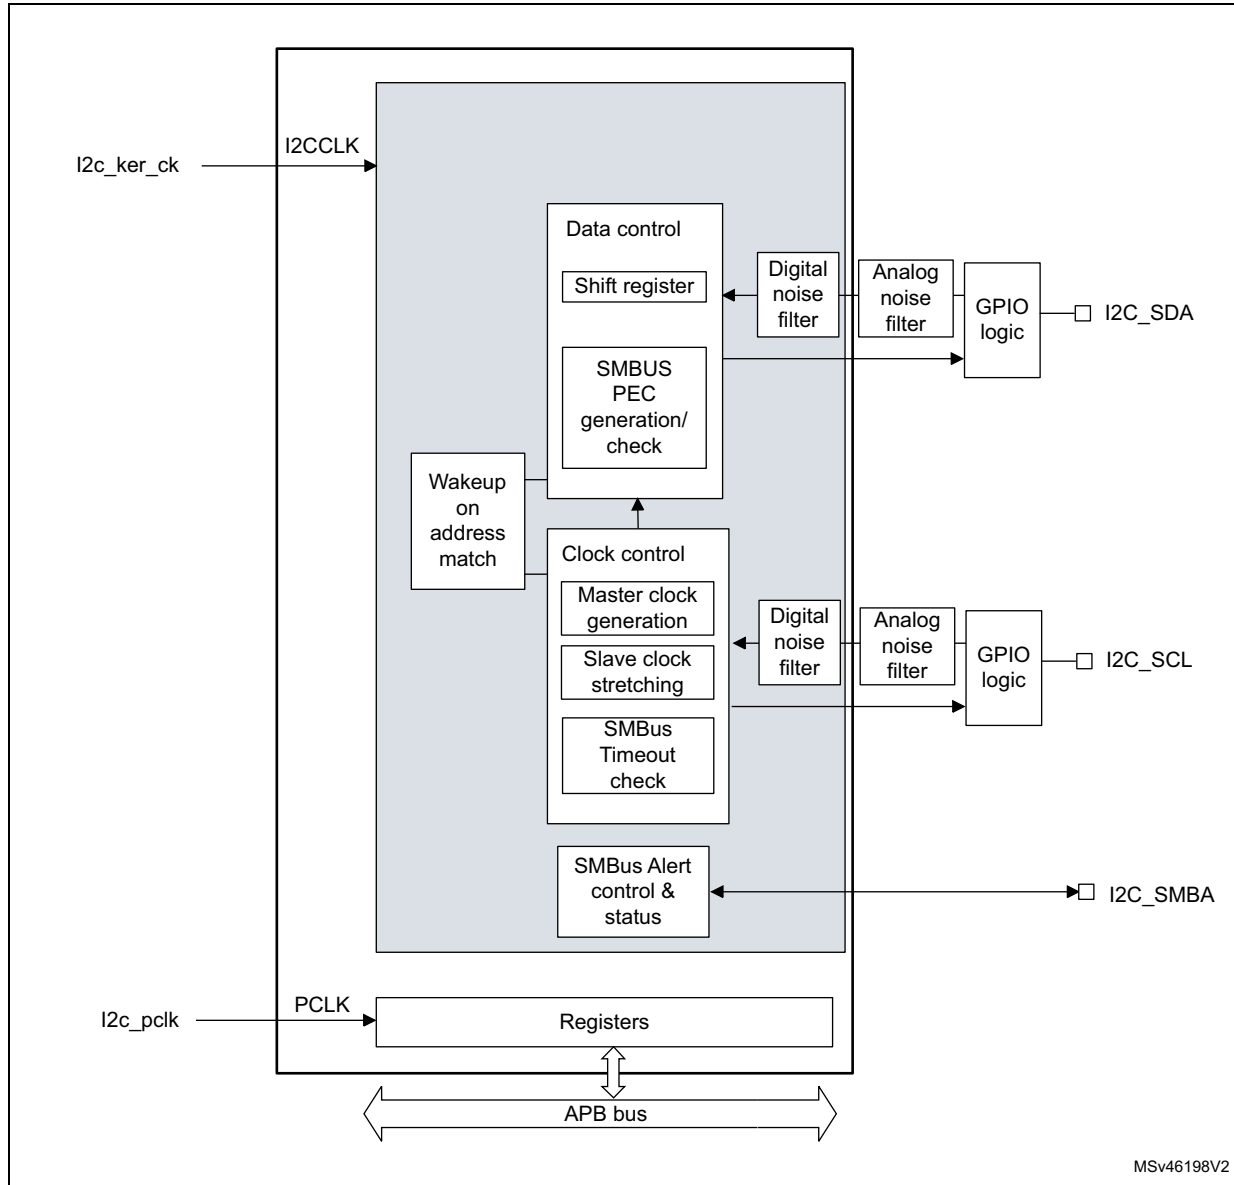 I2CCLK
I2c_ker_ck
Data control
Shift register
SMBUS
PEC
generation/
check
Digital
noise
filter
Analog
noise
filter
GPIO
logic
I2C_SDA
Wakeup
on
address
match
Clock control
Master clock
generation
Slave clock
stretching
SMBus
Timeout
check
Digital
noise
filter
Analog
noise
filter
GPIO
logic
I2C_SCL
SMBus Alert
control &
status
I2C_SMBA
PCLK
I2c_pclk
Registers
APB bus
MSv46198V2